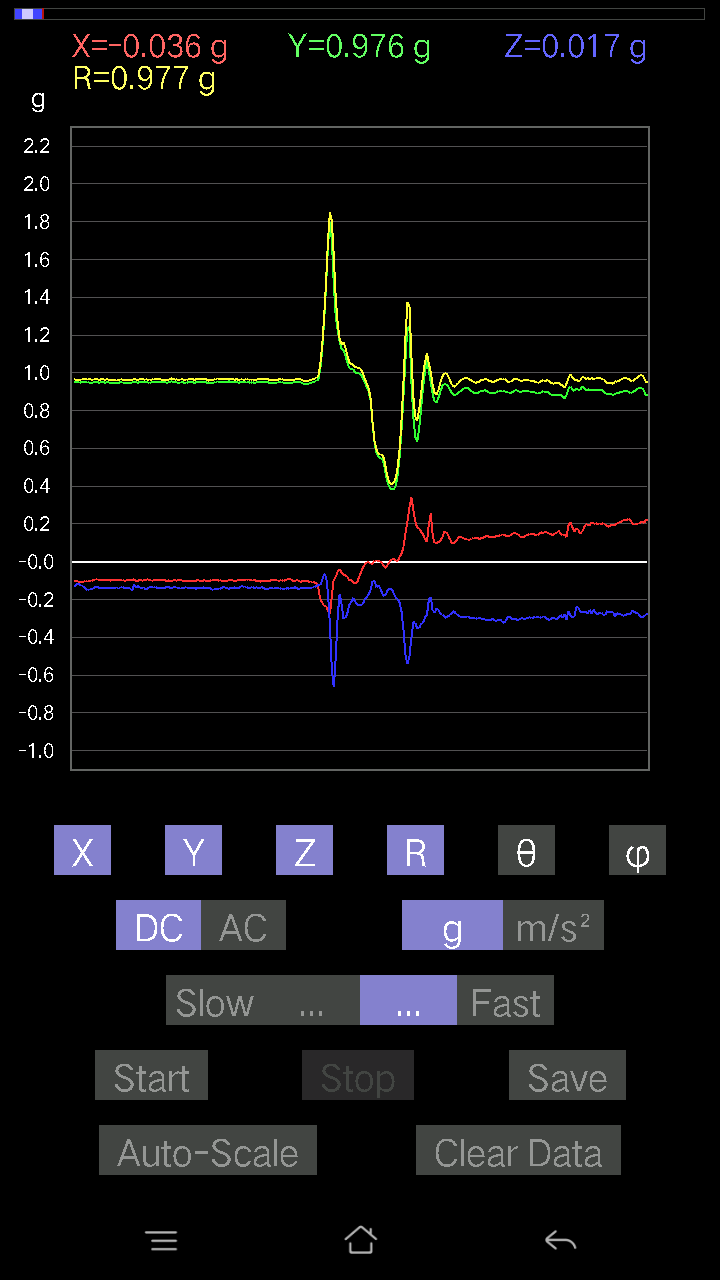 X=-0.036 g Y=0.976 g Z=0.017 g
R=0.977 g
g
2.2
2.0
1.8
1.6
1.4
1.2
1.0
0.8
0.6
0.4
0.2
-0.0
-0.2
-0.4
-0.6
-0.8
-1.0
X Y Z R θ φ
DC AC g m/s²
Slow ... ... Fast
Start Stop Save
Auto-Scale Clear Data